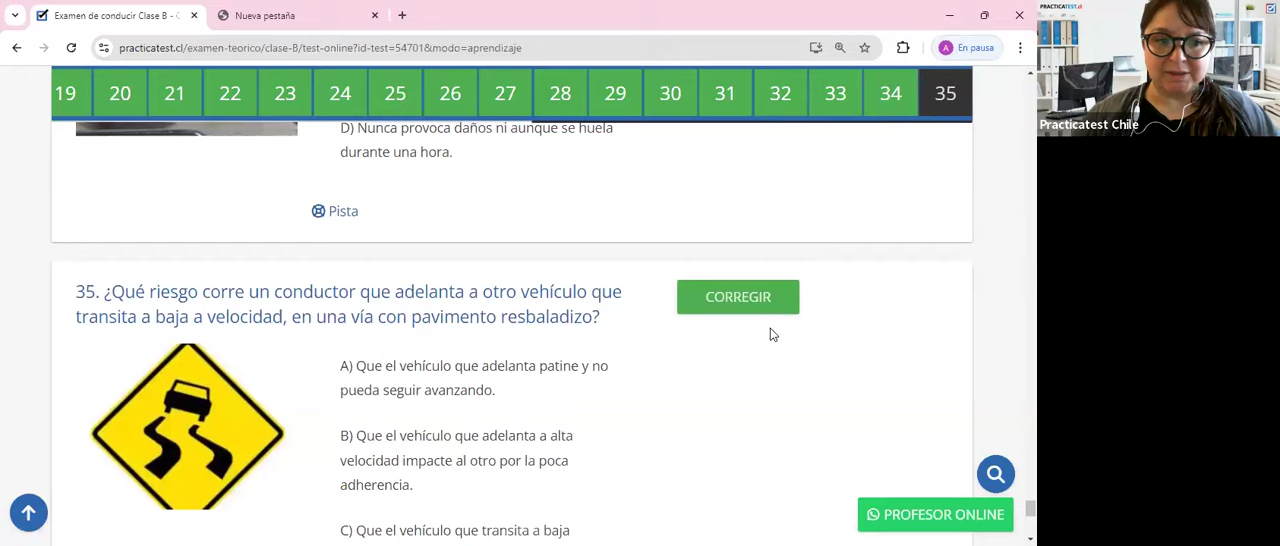 Examen de conducir Clase B - C
Nueva pestaña
practicatest.cl/examen-teorico/clase-B/test-online?id-test=54701&modo=aprendizaje
A En pausa
19 20 21 22 23 24 25 26 27 28 29 30 31 32 33 34 35
D) Nunca provoca daños ni aunque se huela
durante una hora.
Pista
35. ¿Qué riesgo corre un conductor que adelanta a otro vehículo que
transita a baja a velocidad, en una vía con pavimento resbaladizo?
CORREGIR
A) Que el vehículo que adelanta patine y no
pueda seguir avanzando.
B) Que el vehículo que adelanta a alta
velocidad impacte al otro por la poca
adherencia.
C) Que el vehículo que transita a baja
PROFESOR ONLINE
PRACTICATEST.CL
Practicatest Chile